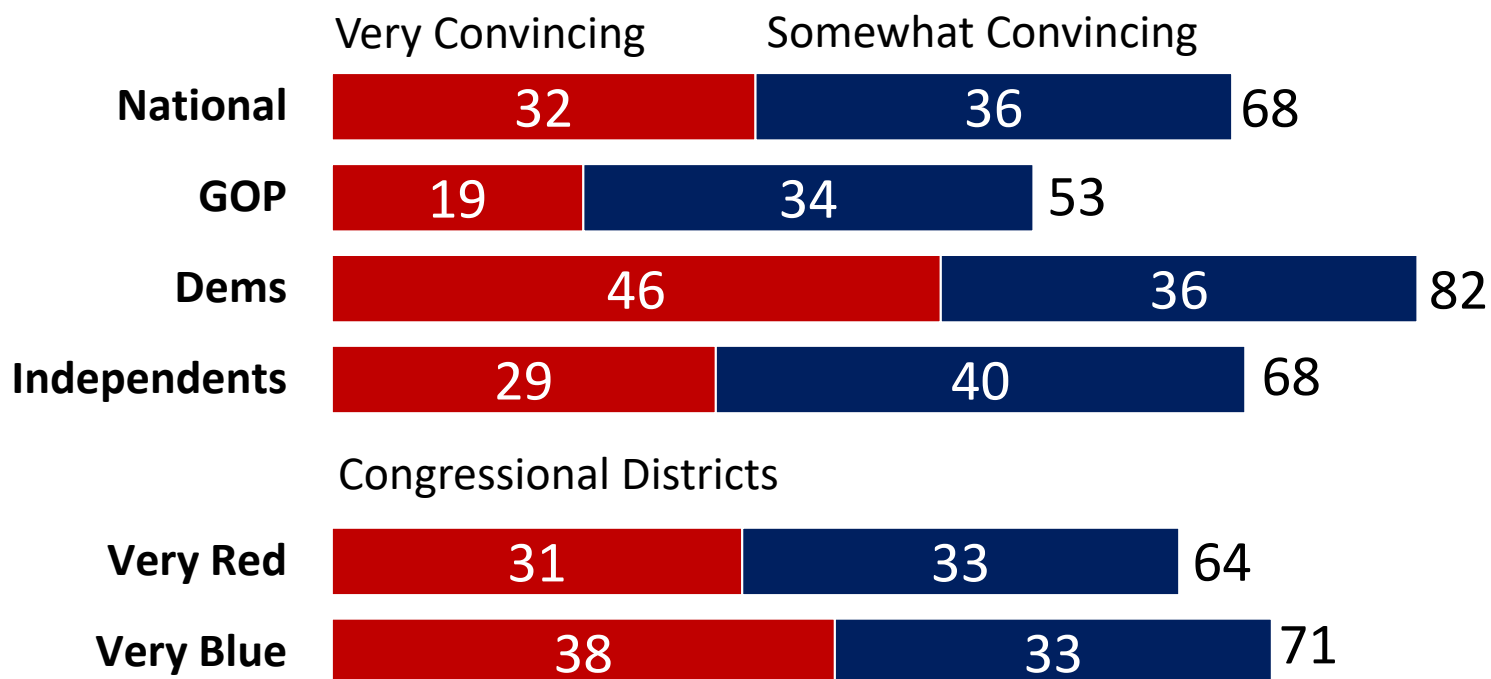 Very Convincing Somewhat Convincing
National 32 36 68
GOP 19 34 53
Dems 46 36 82
Independents 29 40 68
Congressional Districts
Very Red 31 33 64
Very Blue 38 33 71